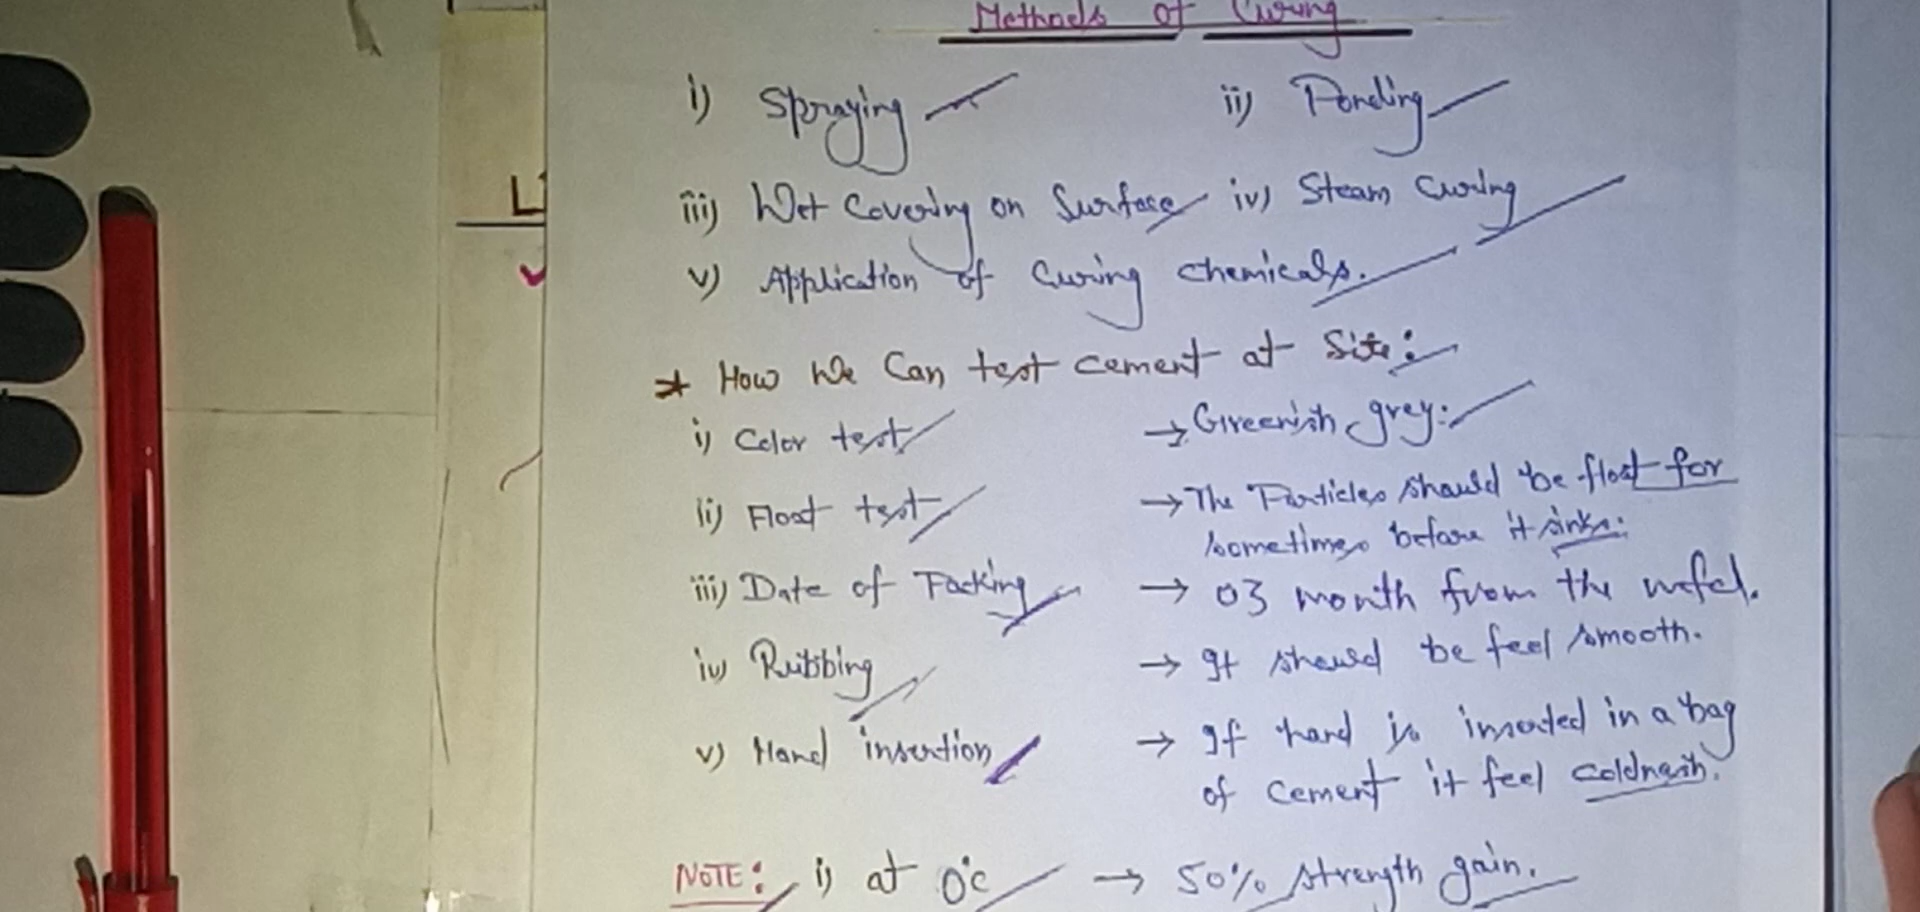 Methods of Curing
i) Spraying ii) Ponding
iii) Wet Covering on Surface iv) Steam Curing
v) Application of Curing chemicals.
* How We Can test cement at Site:
i) Color test → Greenish grey.
ii) Float test → The Particles should be float for
sometimes before it sinks.
iii) Date of Packing → 03 month from the mfd.
iv) Rubbing → It should be feel smooth.
v) Hand insertion → If hand is inserted in a bag
of cement it feel coldnesh.
NOTE: i) at 0°c → 50% strength gain.